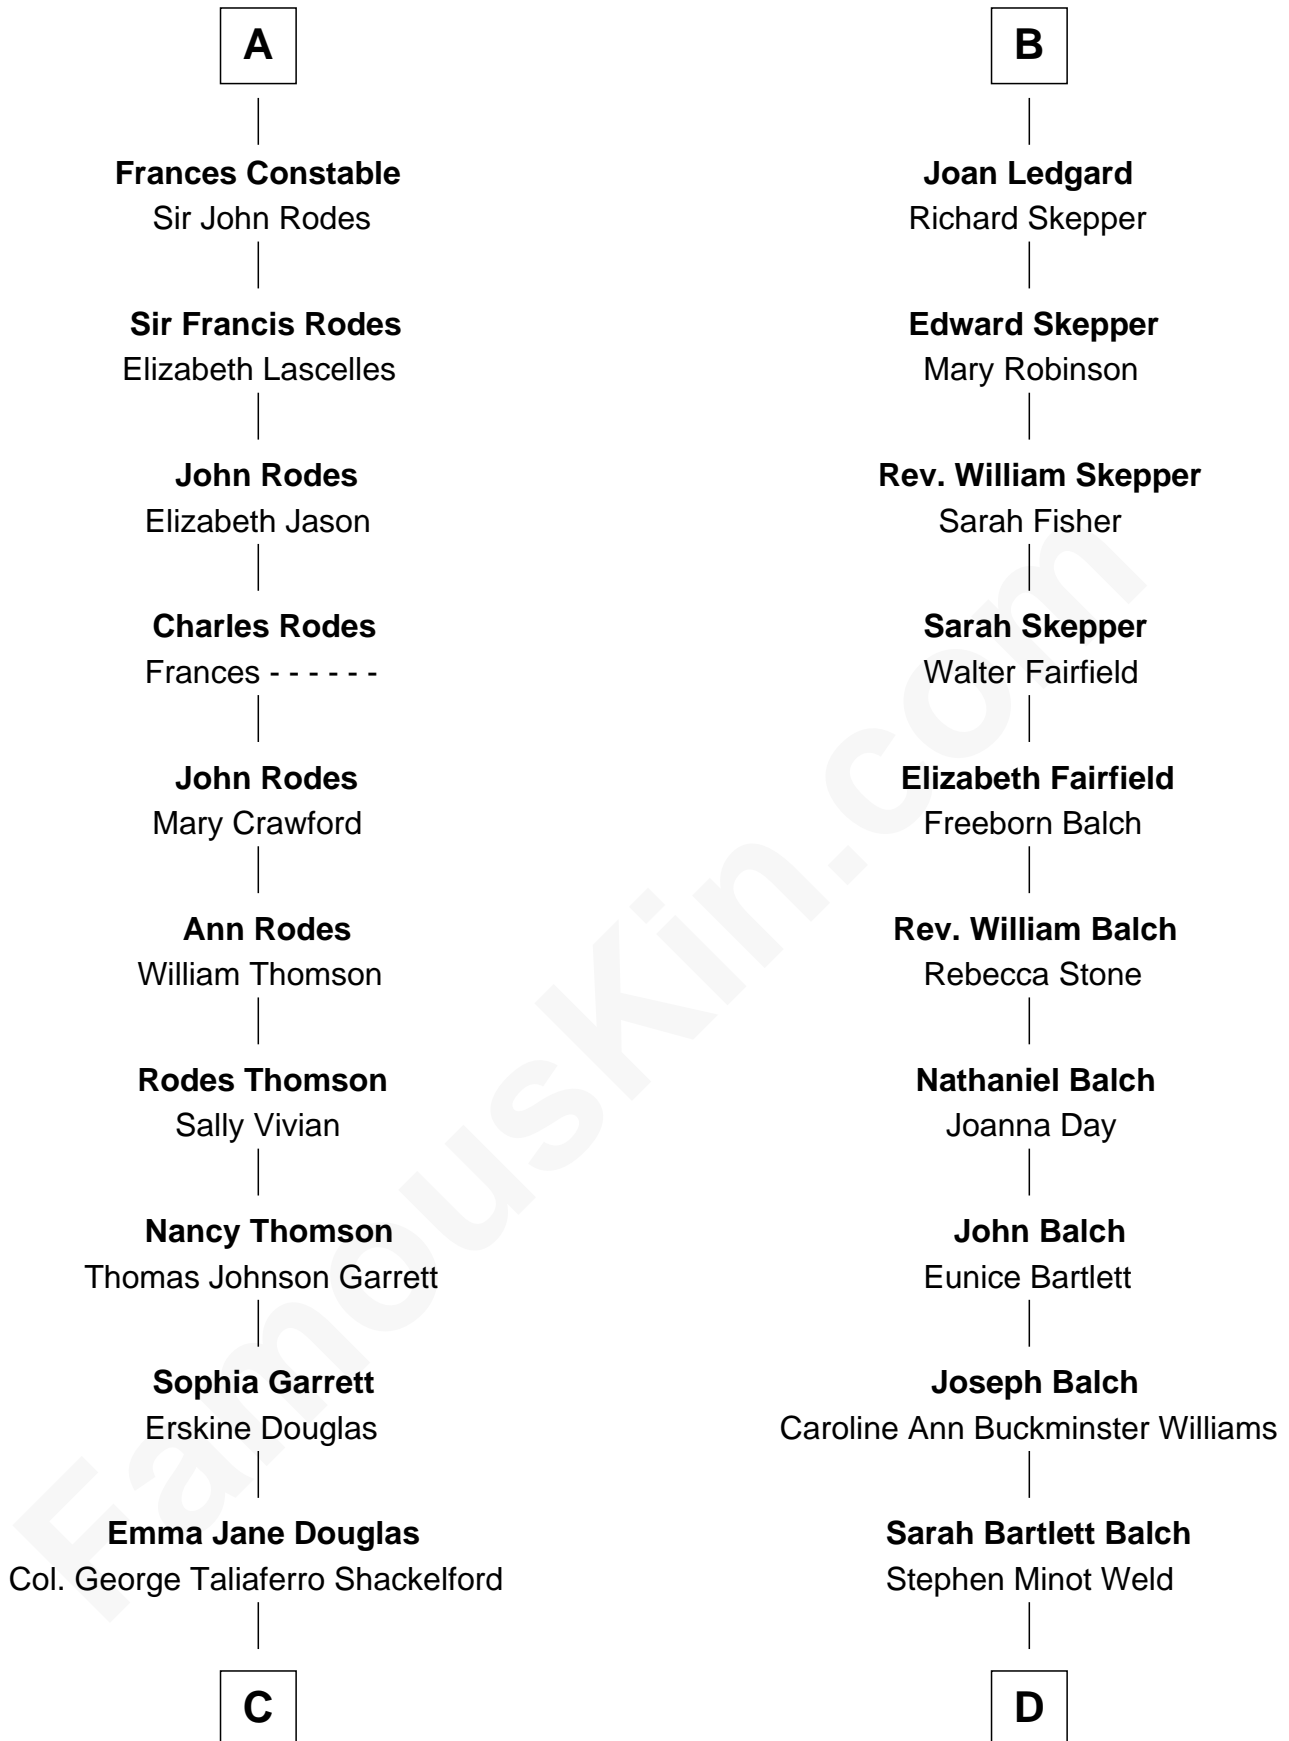 A
Frances Constable
Sir John Rodes
Sir Francis Rodes
Elizabeth Lascelles
John Rodes
Elizabeth Jason
Charles Rodes
Frances - - - - - -
John Rodes
Mary Crawford
Ann Rodes
William Thomson
Rodes Thomson
Sally Vivian
Nancy Thomson
Thomas Johnson Garrett
Sophia Garrett
Erskine Douglas
Emma Jane Douglas
Col. George Taliaferro Shackelford
C
B
Joan Ledgard
Richard Skepper
Edward Skepper
Mary Robinson
Rev. William Skepper
Sarah Fisher
Sarah Skepper
Walter Fairfield
Elizabeth Fairfield
Freeborn Balch
Rev. William Balch
Rebecca Stone
Nathaniel Balch
Joanna Day
John Balch
Eunice Bartlett
Joseph Balch
Caroline Ann Buckminster Williams
Sarah Bartlett Balch
Stephen Minot Weld
D
FamousKin.com